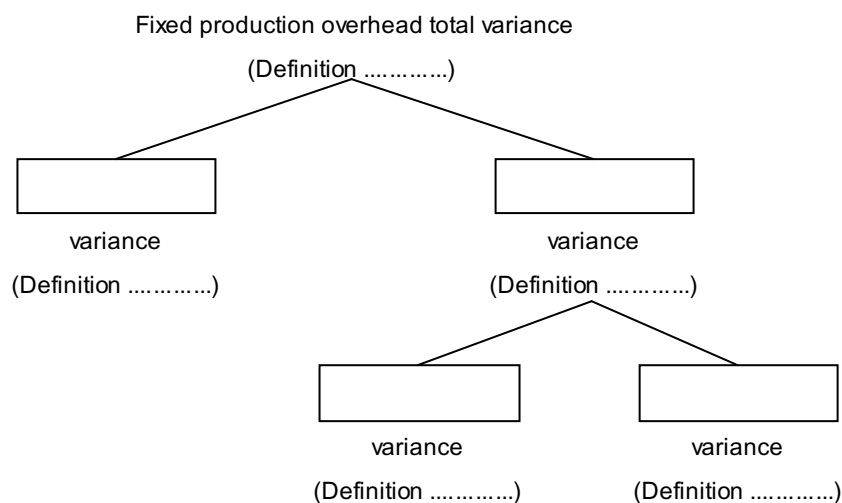 Fixed production overhead total variance
(Definition .............)
variance
variance
(Definition .............)
(Definition .............)
variance
variance
(Definition .............)
(Definition .............)